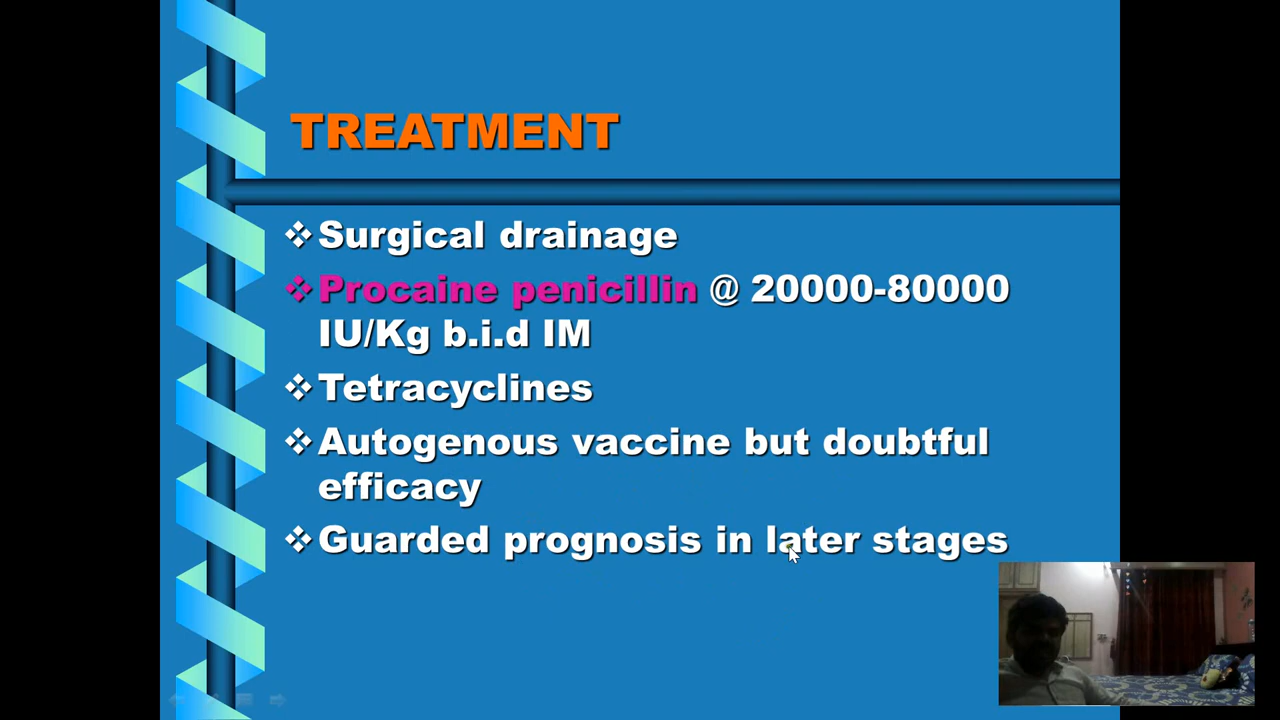 TREATMENT
Surgical drainage
Procaine penicillin @ 20000-80000
IU/Kg b.i.d IM
Tetracyclines
Autogenous vaccine but doubtful
efficacy
Guarded prognosis in later stages